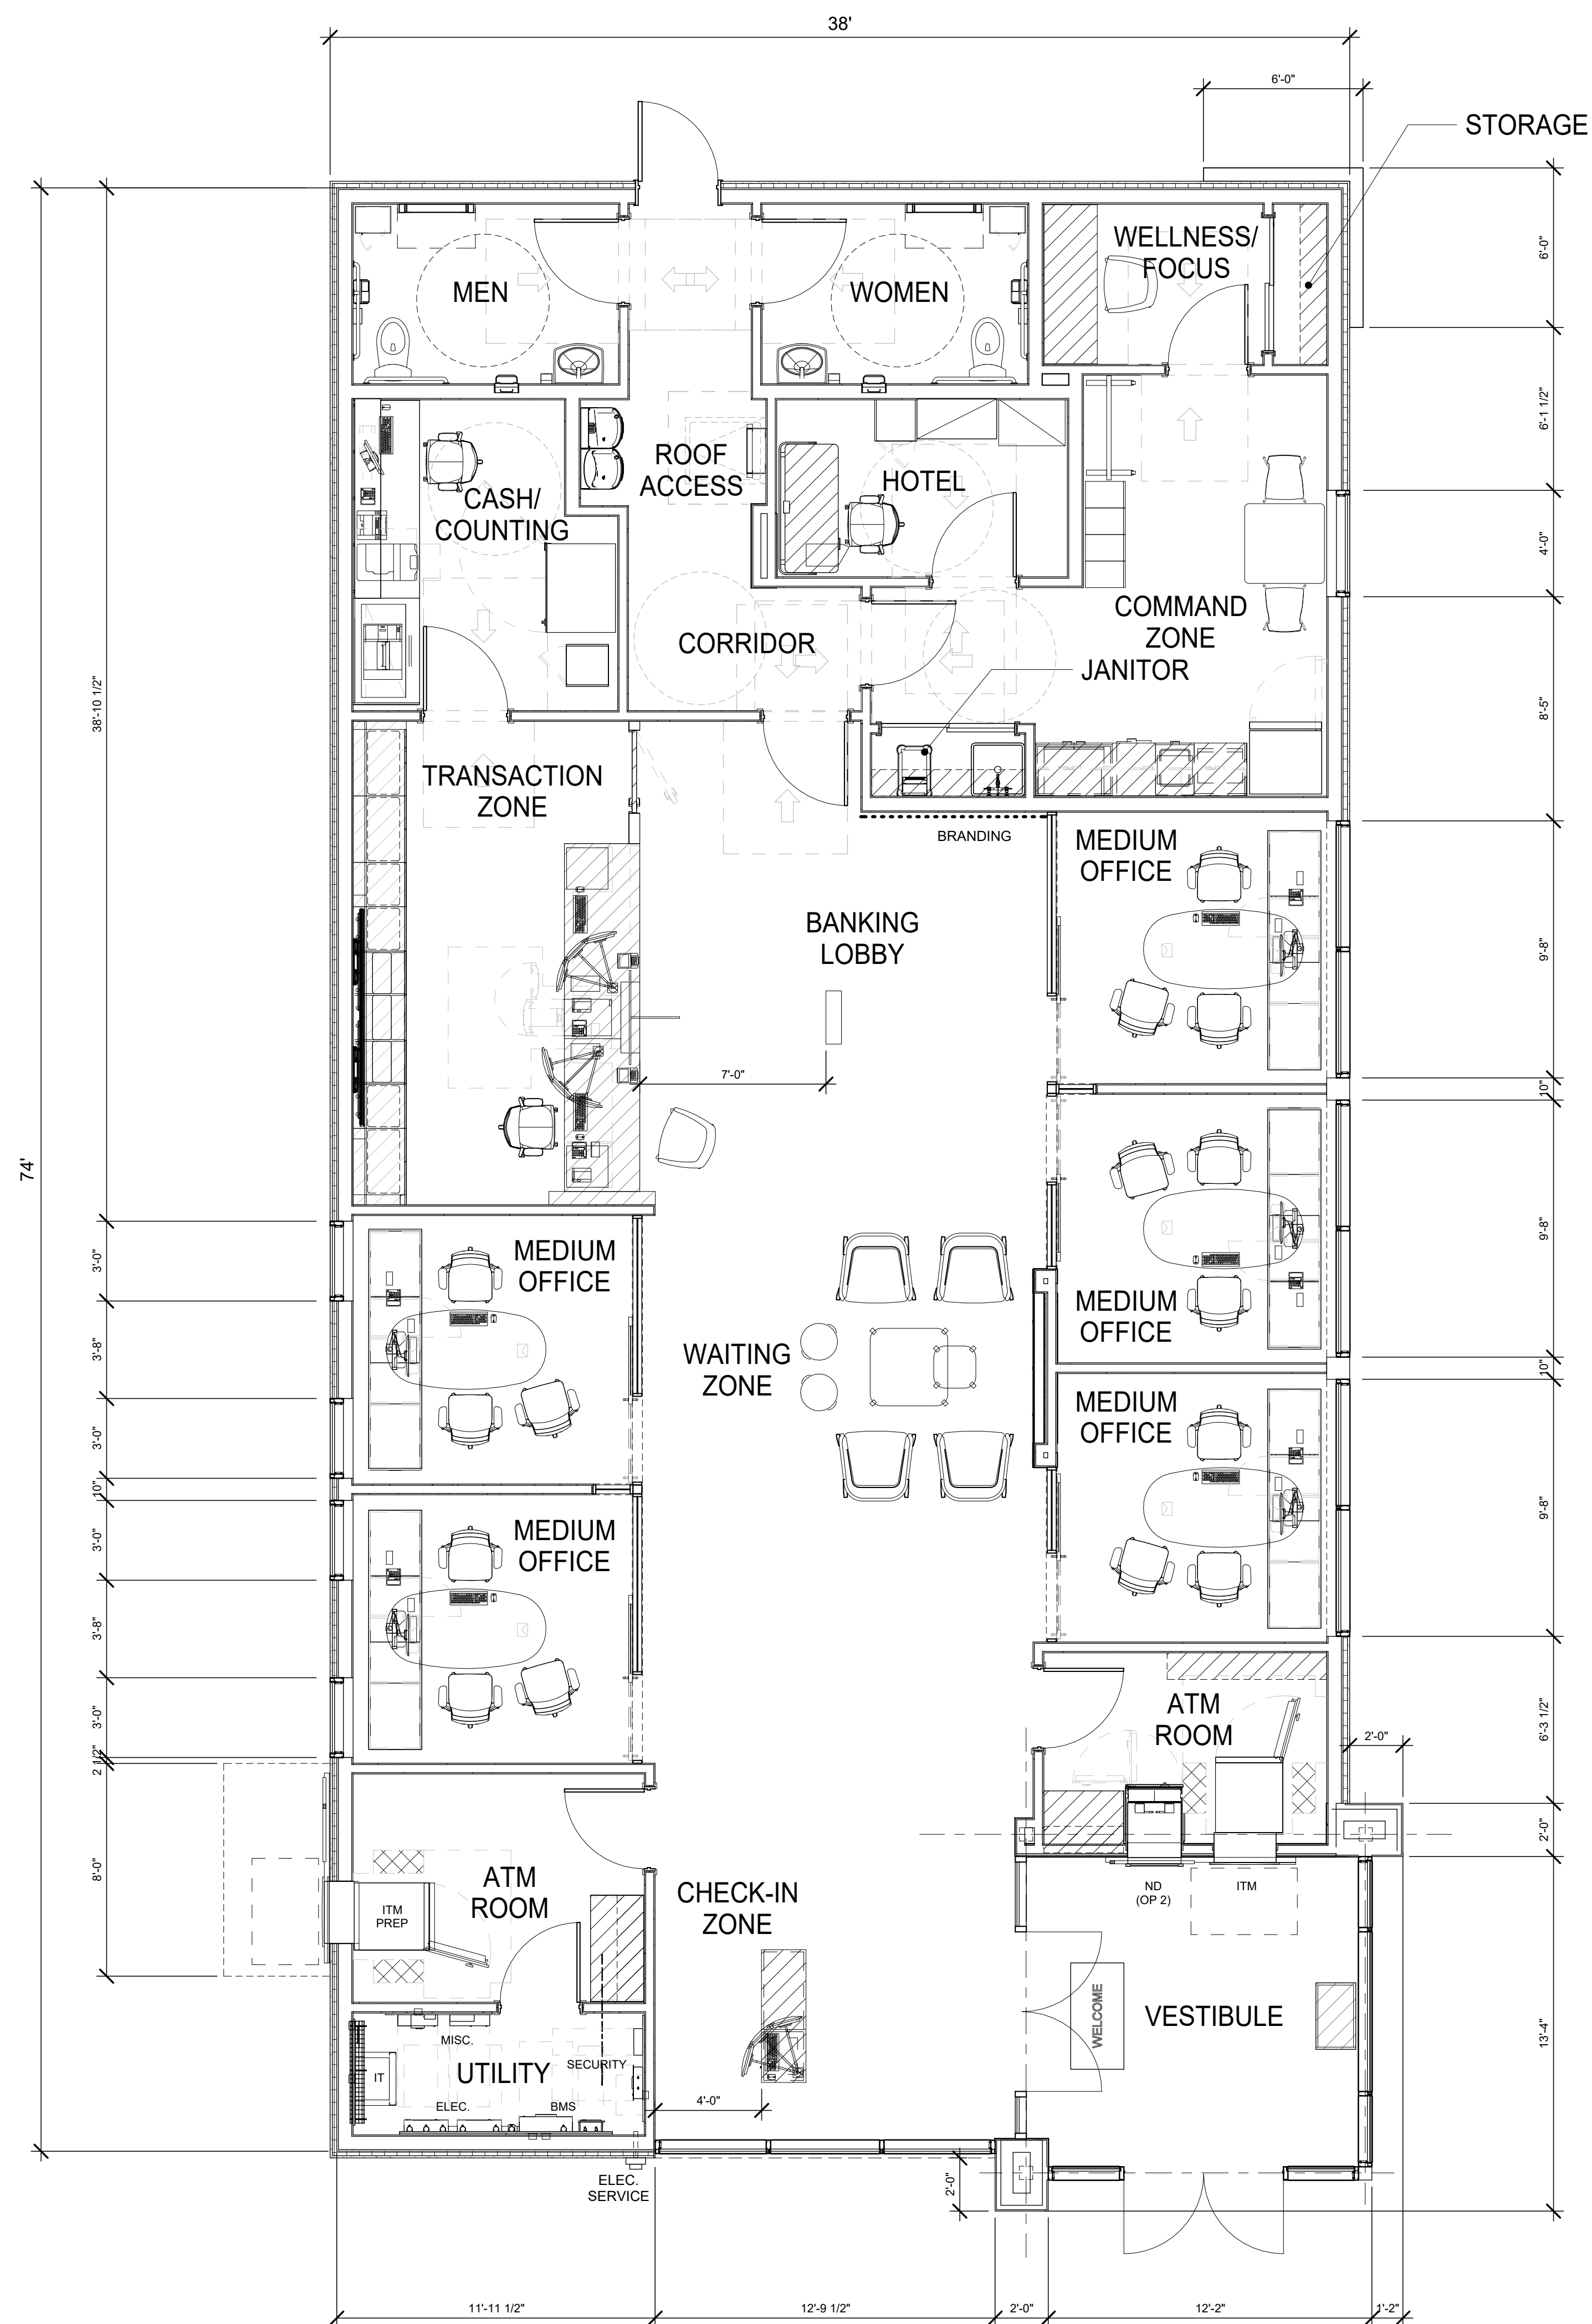 38'
6'-0"
STORAGE
WELLNESS/
FOCUS
MEN
WOMEN
6'-0"
ROOF
ACCESS
HOTEL
CASH/
COUNTING
6'-1 1/2"
4'-0"
COMMAND
ZONE
CORRIDOR
JANITOR
38'-10 1/2"
8'-5"
TRANSACTION
ZONE
BRANDING
MEDIUM
OFFICE
BANKING
LOBBY
9'-8"
7'-0"
10"
74'
9'-8"
MEDIUM
OFFICE
3'-0"
MEDIUM
OFFICE
WAITING
ZONE
3'-8"
10"
MEDIUM
OFFICE
3'-0"
10"
9'-8"
MEDIUM
OFFICE
3'-0"
3'-8"
3'-0"
2 1/2"
ATM
ROOM
6'-3 1/2"
2'-0"
2'-0"
8'-0"
ATM
ROOM
ITM
PREP
CHECK-IN
ZONE
ND
(OP 2)
ITM
WELCOME
VESTIBULE
13'-4"
MISC.
IT
UTILITY
SECURITY
ELEC.
BMS
4'-0"
ELEC.
SERVICE
2'-0"
11'-11 1/2"
12'-9 1/2"
2'-0"
12'-2"
1'-2"